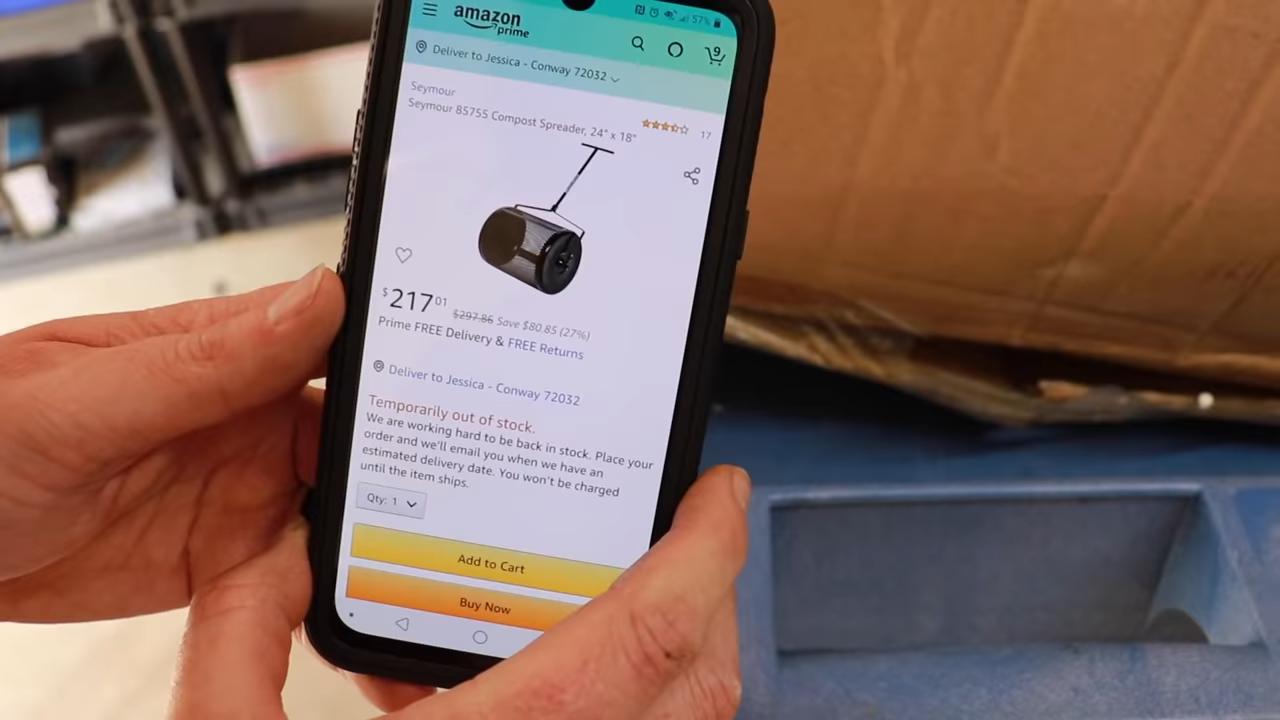 57%
amazon
prime
9
Deliver to Jessica - Conway 72032
Seymour
Seymour 85755 Compost Spreader, 24" x 18"
17
$21701 $297.86 Save $80.85 (27%)
Prime FREE Delivery & FREE Returns
Deliver to Jessica - Conway 72032
Temporarily out of stock.
We are working hard to be back in stock. Place your
order and we'll email you when we have an
estimated delivery date. You won't be charged
until the item ships.
Qty: 1
Add to Cart
Buy Now